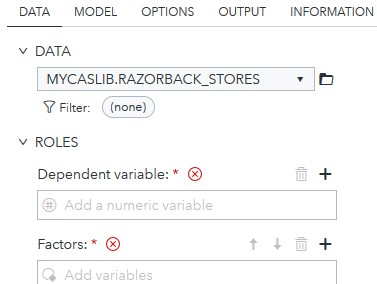 DATA MODEL OPTIONS OUTPUT INFORMATION
DATA
MYCASLIB.RAZORBACK_STORES
Filter: (none)
ROLES
Dependent variable: *
Add a numeric variable
Factors: *
Add variables